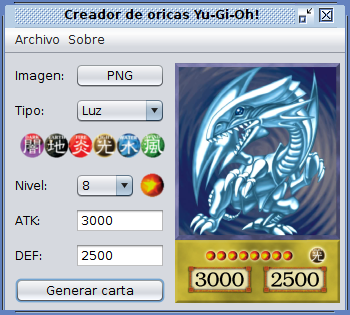 Creador de oricas Yu-Gi-Oh!
Archivo Sobre
Imagen: PNG
Tipo: Luz
闇 地 炎 光 水 風
Nivel: 8
ATK: 3000
DEF: 2500
Generar carta
光
3000 2500